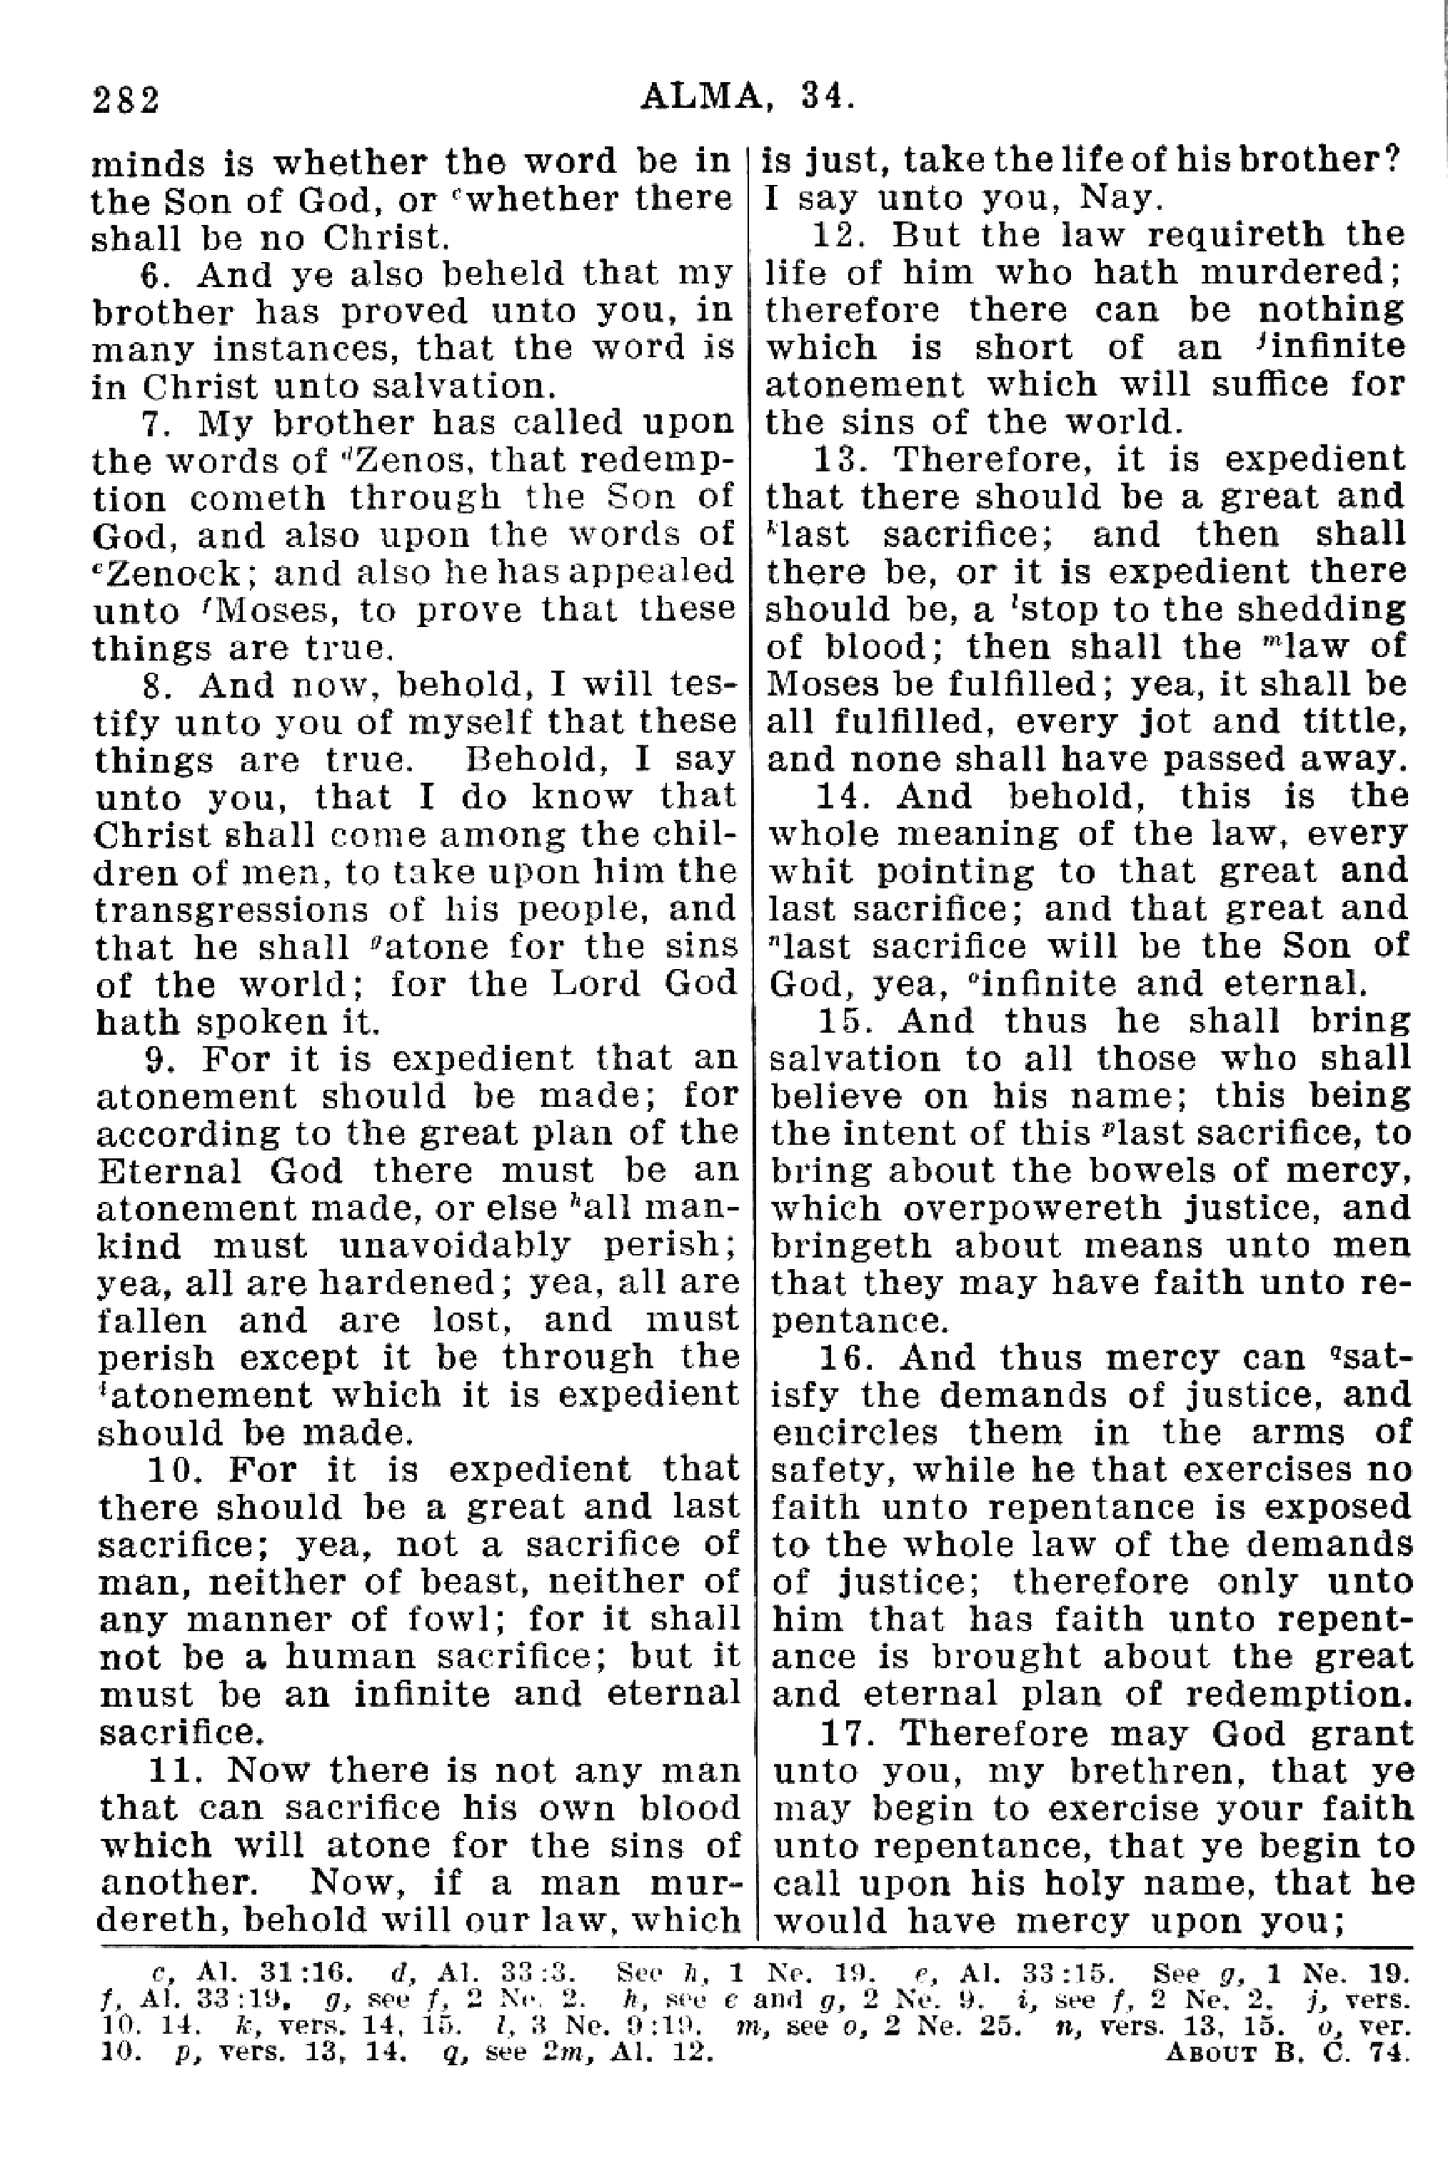 282
ALMA, 34.
minds is whether the word be in
the Son of God, or cwhether there
shall be no Christ.
6. And ye also beheld that my
brother has proved unto you, in
many instances, that the word is
in Christ unto salvation.
7. My brother has called upon
the words of dZenos, that redemp-
tion cometh through the Son of
God, and also upon the words of
eZenock; and also he has appealed
unto fMoses, to prove that these
things are true.
8. And now, behold, I will tes-
tify unto you of myself that these
things are true. Behold, I say
unto you, that I do know that
Christ shall come among the chil-
dren of men, to take upon him the
transgressions of his people, and
that he shall gatone for the sins
of the world; for the Lord God
hath spoken it.
9. For it is expedient that an
atonement should be made; for
according to the great plan of the
Eternal God there must be an
atonement made, or else hall man-
kind must unavoidably perish;
yea, all are hardened; yea, all are
fallen and are lost, and must
perish except it be through the
iatonement which it is expedient
should be made.
10. For it is expedient that
there should be a great and last
sacrifice; yea, not a sacrifice of
man, neither of beast, neither of
any manner of fowl; for it shall
not be a human sacrifice; but it
must be an infinite and eternal
sacrifice.
11. Now there is not any man
that can sacrifice his own blood
which will atone for the sins of
another. Now, if a man mur-
dereth, behold will our law, which
is just, take the life of his brother?
I say unto you, Nay.
12. But the law requireth the
life of him who hath murdered;
therefore there can be nothing
which is short of an jinfinite
atonement which will suffice for
the sins of the world.
13. Therefore, it is expedient
that there should be a great and
klast sacrifice; and then shall
there be, or it is expedient there
should be, a lstop to the shedding
of blood; then shall the mlaw of
Moses be fulfilled; yea, it shall be
all fulfilled, every jot and tittle,
and none shall have passed away.
14. And behold, this is the
whole meaning of the law, every
whit pointing to that great and
last sacrifice; and that great and
nlast sacrifice will be the Son of
God, yea, oinfinite and eternal.
15. And thus he shall bring
salvation to all those who shall
believe on his name; this being
the intent of this plast sacrifice, to
bring about the bowels of mercy,
which overpowereth justice, and
bringeth about means unto men
that they may have faith unto re-
pentance.
16. And thus mercy can qsat-
isfy the demands of justice, and
encircles them in the arms of
safety, while he that exercises no
faith unto repentance is exposed
to the whole law of the demands
of justice; therefore only unto
him that has faith unto repent-
ance is brought about the great
and eternal plan of redemption.
17. Therefore may God grant
unto you, my brethren, that ye
may begin to exercise your faith
unto repentance, that ye begin to
call upon his holy name, that he
would have mercy upon you;
c, Al. 31:16. d, Al. 33:3. See h, 1 Ne. 19. e, Al. 33:15. See g, 1 Ne. 19.
f, Al. 33:19. g, see f, 2 Ne. 2. h, see c and g, 2 Ne. 9. i, see f, 2 Ne. 2. j, vers.
10. 14. k, vers. 14, 15. l, 3 Ne. 9:19. m, see o, 2 Ne. 25. n, vers. 13, 15. o, ver.
10. p, vers. 13, 14. q, see 2m, Al. 12. ABOUT B. C. 74.